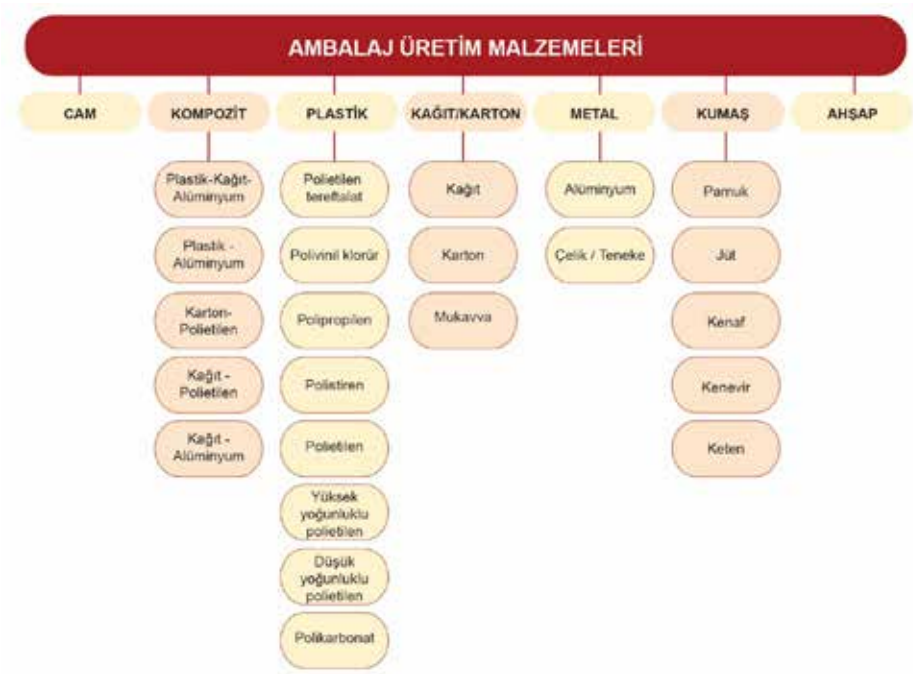 AMBALAJ ÜRETİM MALZEMELERİ
CAM
KOMPOZİT
PLASTİK
KAĞIT/KARTON
METAL
KUMAŞ
AHŞAP
Plastik-Kağıt-
Alüminyum
Plastik -
Alüminyum
Karton-
Polietilen
Kağıt -
Polietilen
Kağıt -
Alüminyum
Polietilen
tereftalat
Polivinil klorür
Polipropilen
Polistiren
Polietilen
Yüksek
yoğunluklu
polietilen
Düşük
yoğunluklu
polietilen
Polikarbonat
Kağıt
Karton
Mukavva
Alüminyum
Çelik / Teneke
Pamuk
Jüt
Kenaf
Kenevir
Keten